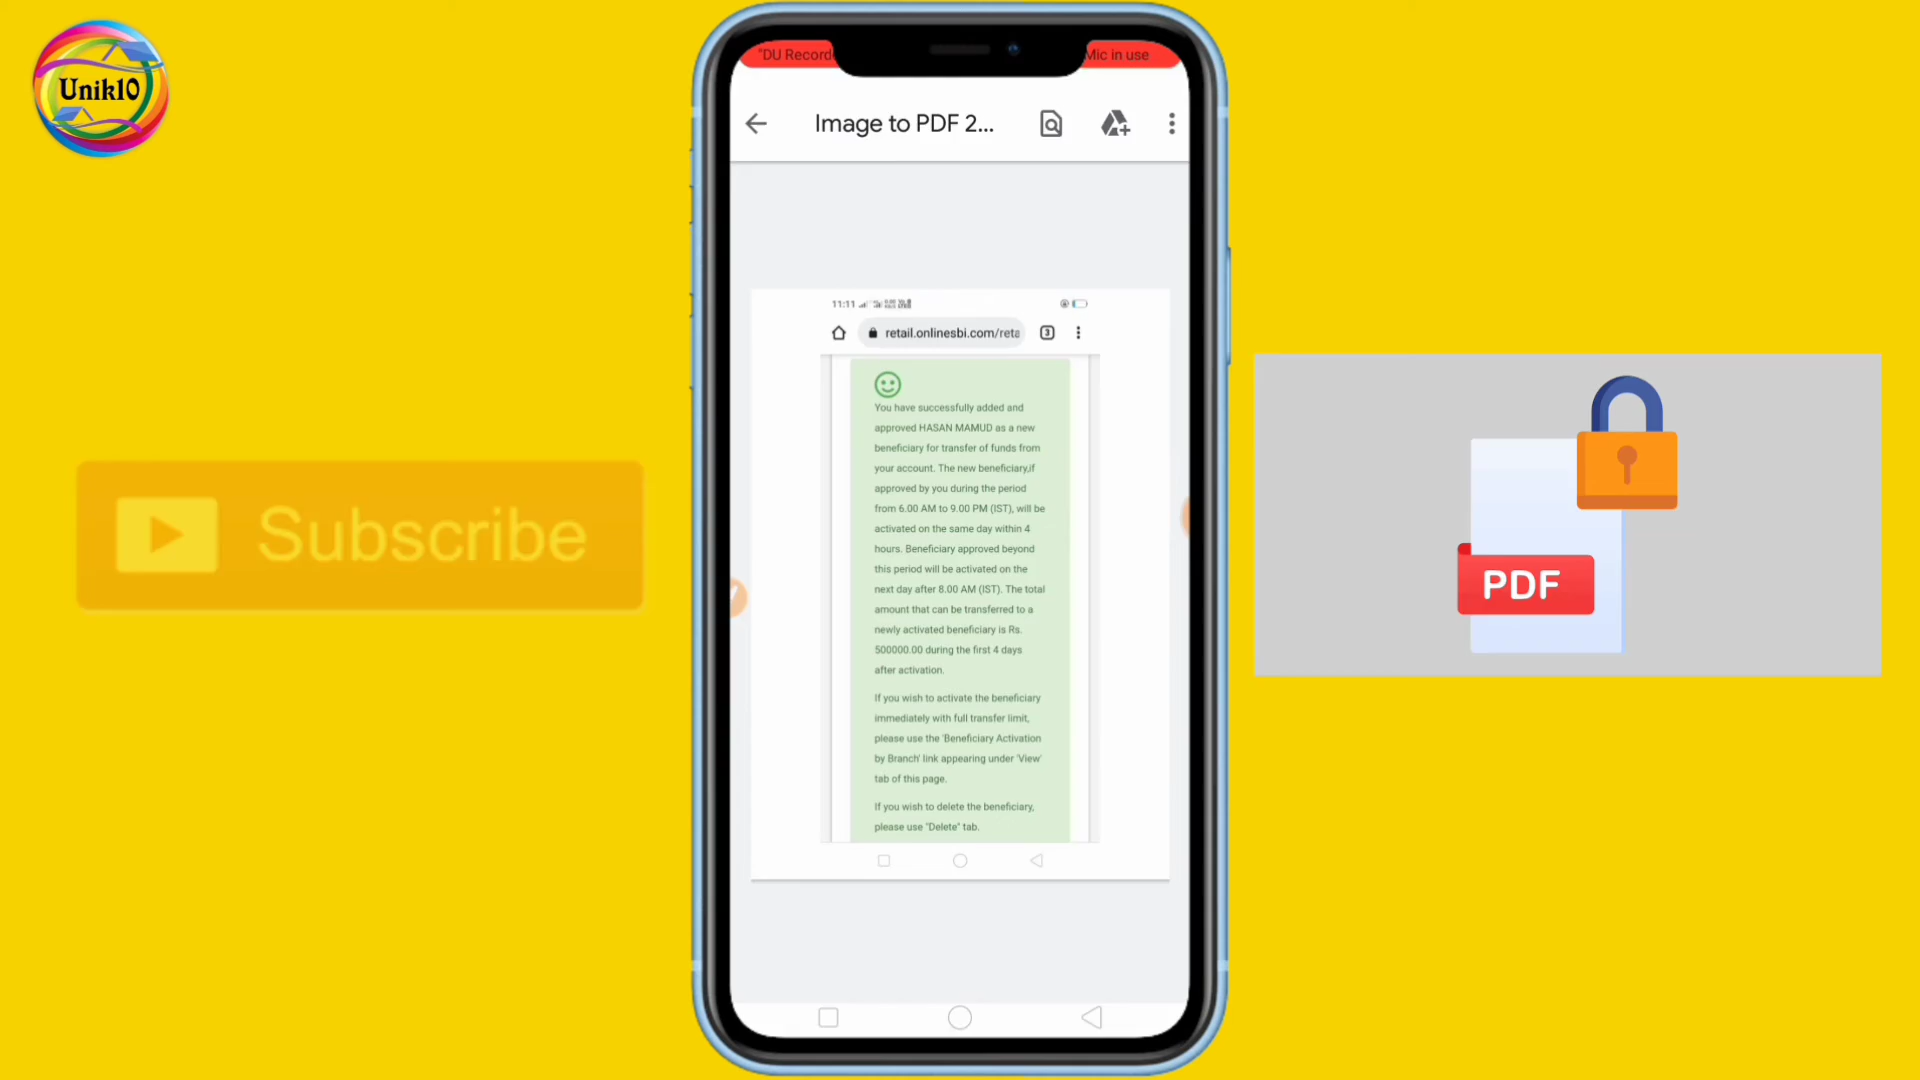 Unik10
"DU Recorde
Mic in use
Image to PDF 2...
11:11
retail.onlinesbi.com/reta
3
You have successfully added and
approved HASAN MAMUD as a new
beneficiary for transfer of funds from
your account. The new beneficiary,if
approved by you during the period
from 6.00 AM to 9.00 PM (IST), will be
activated on the same day within 4
hours. Beneficiary approved beyond
this period will be activated on the
next day after 8.00 AM (IST). The total
amount that can be transferred to a
newly activated beneficiary is Rs.
500000.00 during the first 4 days
after activation.
If you wish to activate the beneficiary
immediately with full transfer limit,
please use the 'Beneficiary Activation
by Branch' link appearing under 'View'
tab of this page.
If you wish to delete the beneficiary,
please use "Delete" tab.
Subscribe
PDF